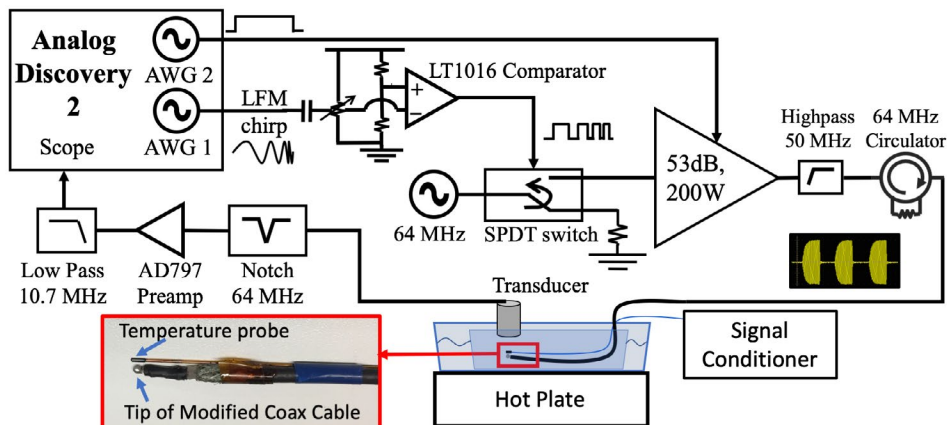 Analog
Discovery
2
Scope
AWG 2
AWG 1
LFM
chirp
LT1016 Comparator
+
−
64 MHz
SPDT switch
53dB,
200W
Highpass
50 MHz
64 MHz
Circulator
Low Pass
10.7 MHz
AD797
Preamp
Notch
64 MHz
Transducer
Signal
Conditioner
Hot Plate
Temperature probe
Tip of Modified Coax Cable